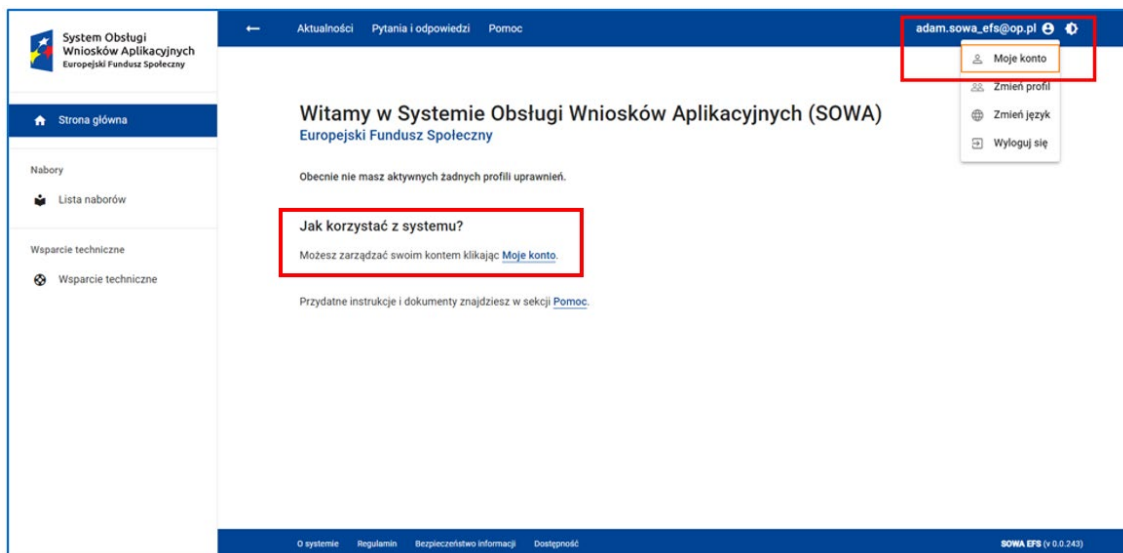 System Obsługi
Wniosków Aplikacyjnych
Europejski Fundusz Społeczny
Strona główna
Nabory
Lista naborów
Wsparcie techniczne
Wsparcie techniczne
Aktualności Pytania i odpowiedzi Pomoc
adam.sowa_efs@op.pl
Moje konto
Zmień profil
Zmień język
Wyloguj się
Witamy w Systemie Obsługi Wniosków Aplikacyjnych (SOWA)
Europejski Fundusz Społeczny
Obecnie nie masz aktywnych żadnych profili uprawnień.
Jak korzystać z systemu?
Możesz zarządzać swoim kontem klikając Moje konto.
Przydatne instrukcje i dokumenty znajdziesz w sekcji Pomoc.
O systemie Regulamin Bezpieczeństwo informacji Dostępność
SOWA EFS (v 0.0.243)